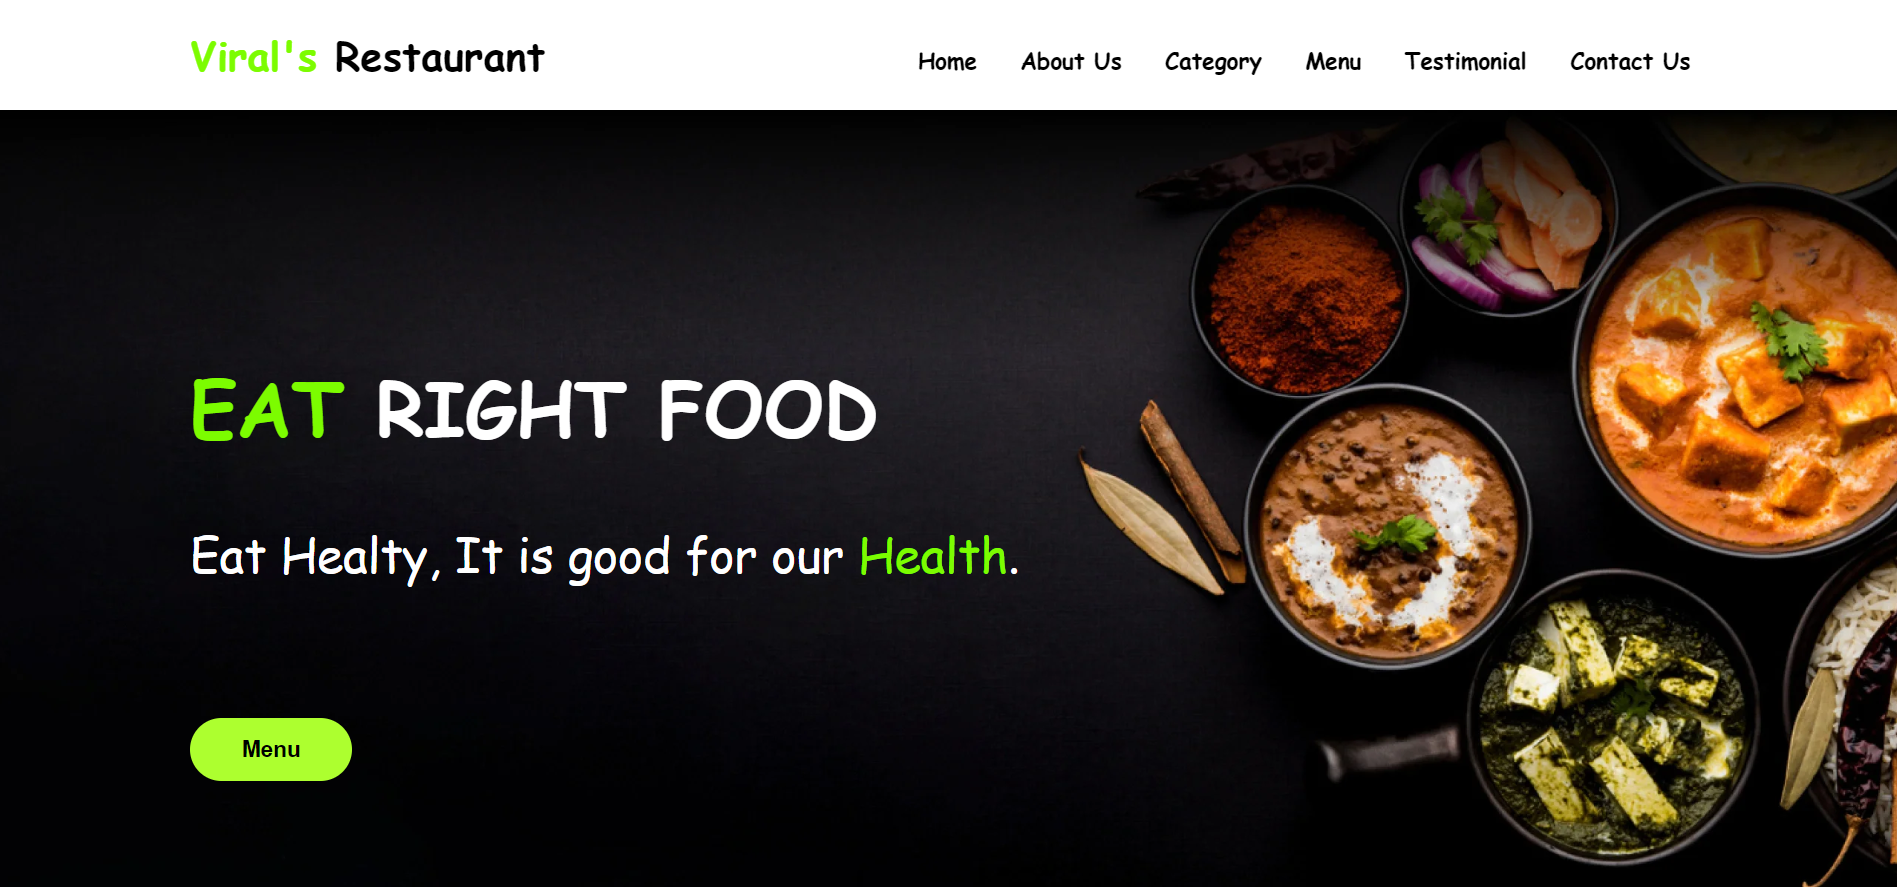 Viral's Restaurant
Home About Us Category Menu Testimonial Contact Us
EAT RIGHT FOOD
Eat Healty, It is good for our Health.
Menu